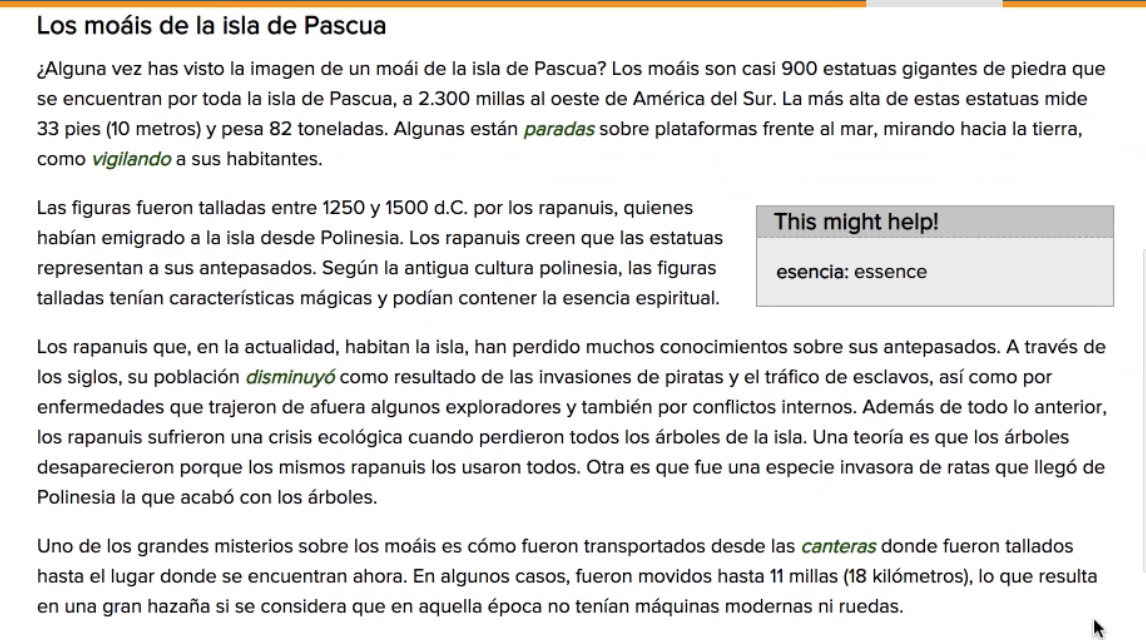 Los moáis de la isla de Pascua
¿Alguna vez has visto la imagen de un moái de la isla de Pascua? Los moáis son casi 900 estatuas gigantes de piedra que
se encuentran por toda la isla de Pascua, a 2.300 millas al oeste de América del Sur. La más alta de estas estatuas mide
33 pies (10 metros) y pesa 82 toneladas. Algunas están paradas sobre plataformas frente al mar, mirando hacia la tierra,
como vigilando a sus habitantes.
Las figuras fueron talladas entre 1250 y 1500 d.C. por los rapanuis, quienes
habían emigrado a la isla desde Polinesia. Los rapanuis creen que las estatuas
representan a sus antepasados. Según la antigua cultura polinesia, las figuras
talladas tenían características mágicas y podían contener la esencia espiritual.
This might help!
esencia: essence
Los rapanuis que, en la actualidad, habitan la isla, han perdido muchos conocimientos sobre sus antepasados. A través de
los siglos, su población disminuyó como resultado de las invasiones de piratas y el tráfico de esclavos, así como por
enfermedades que trajeron de afuera algunos exploradores y también por conflictos internos. Además de todo lo anterior,
los rapanuis sufrieron una crisis ecológica cuando perdieron todos los árboles de la isla. Una teoría es que los árboles
desaparecieron porque los mismos rapanuis los usaron todos. Otra es que fue una especie invasora de ratas que llegó de
Polinesia la que acabó con los árboles.
Uno de los grandes misterios sobre los moáis es cómo fueron transportados desde las canteras donde fueron tallados
hasta el lugar donde se encuentran ahora. En algunos casos, fueron movidos hasta 11 millas (18 kilómetros), lo que resulta
en una gran hazaña si se considera que en aquella época no tenían máquinas modernas ni ruedas.